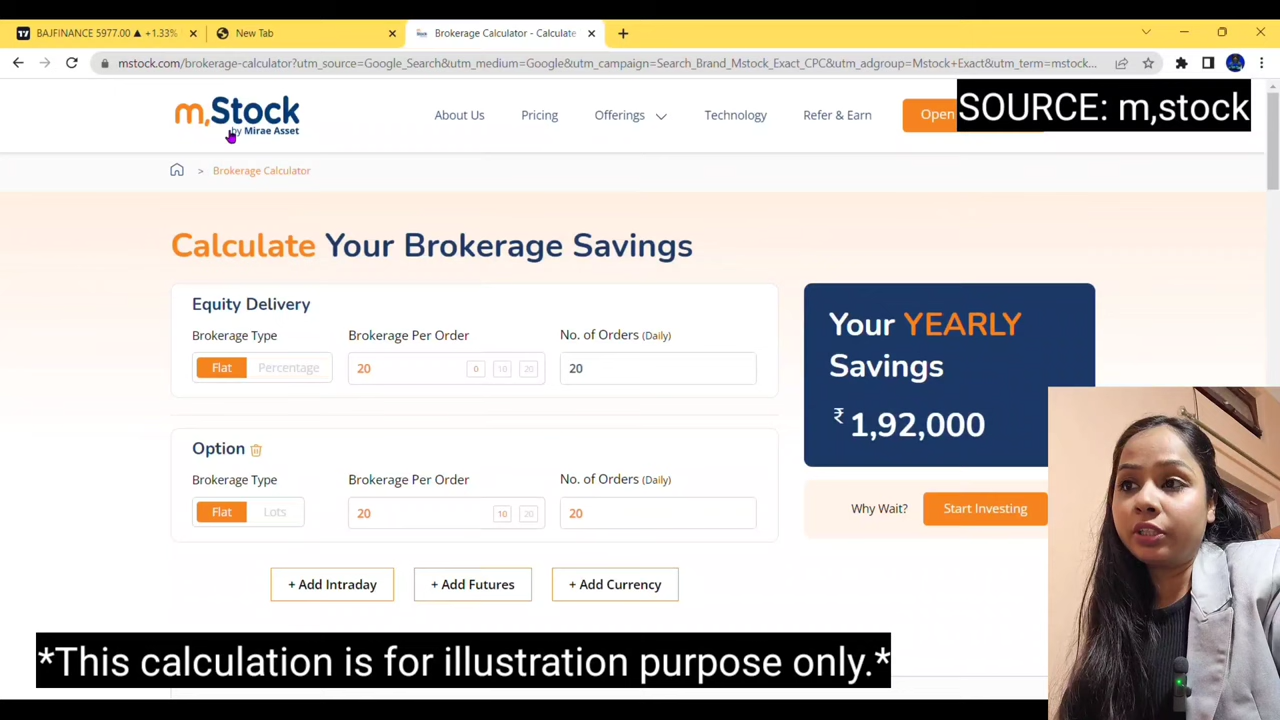 BAJFINANCE 5977.00 ▲ +1.33%
New Tab
Brokerage Calculator - Calculate
mstock.com/brokerage-calculator?utm_source=Google_Search&utm_medium=Google&utm_campaign=Search_Brand_Mstock_Exact_CPC&utm_adgroup=Mstock+Exact&utm_term=mstock...
SOURCE: m,stock
m,Stock
by Mirae Asset
About Us
Pricing
Offerings
Technology
Refer & Earn
Open
> Brokerage Calculator
Calculate Your Brokerage Savings
Equity Delivery
Brokerage Type
Brokerage Per Order
No. of Orders (Daily)
Flat
Percentage
20
0
10
20
20
Option
Brokerage Type
Brokerage Per Order
No. of Orders (Daily)
Flat
Lots
20
10
20
20
+ Add Intraday
+ Add Futures
+ Add Currency
Your YEARLY
Savings
₹ 1,92,000
Why Wait?
Start Investing
*This calculation is for illustration purpose only.*